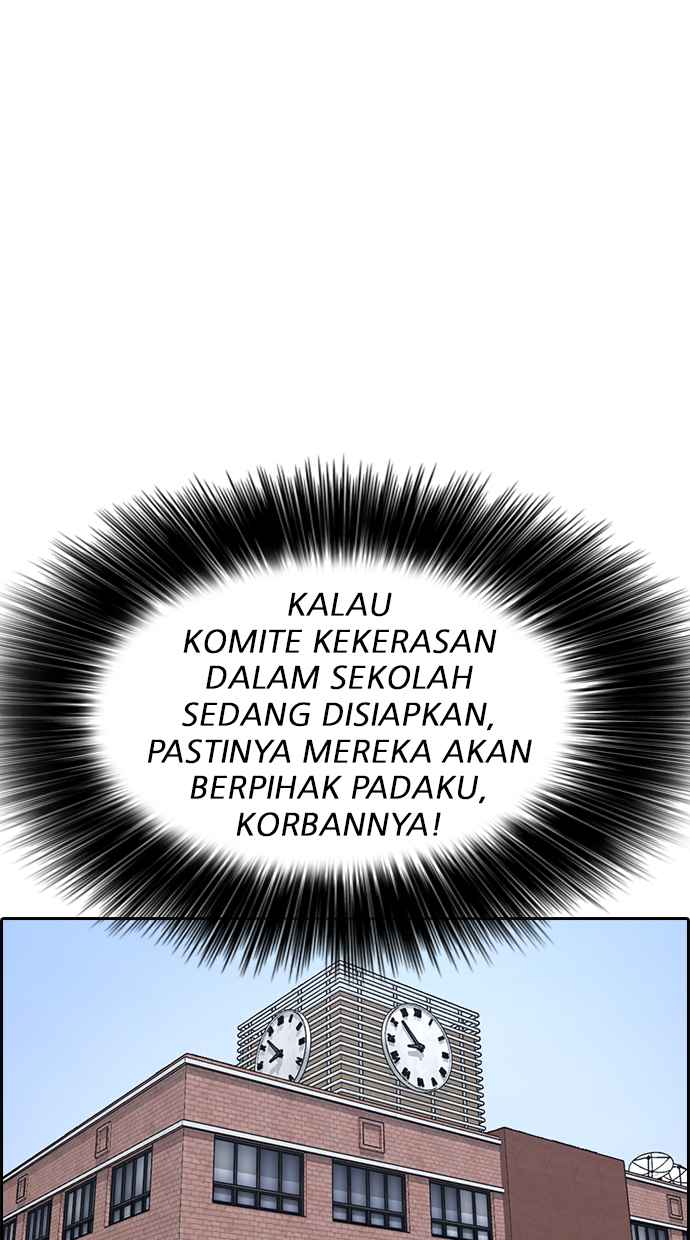 KALAU
KOMITE KEKERASAN
DALAM SEKOLAH
SEDANG DISIAPKAN,
PASTINYA MEREKA AKAN
BERPIHAK PADAKU,
KORBANNYA!